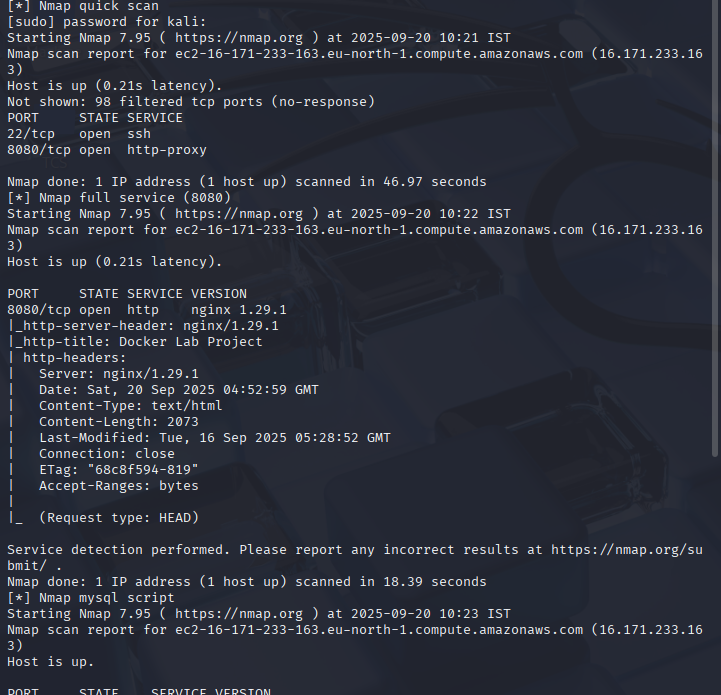 [*] Nmap quick scan
[sudo] password for kali:
Starting Nmap 7.95 ( https://nmap.org ) at 2025-09-20 10:21 IST
Nmap scan report for ec2-16-171-233-163.eu-north-1.compute.amazonaws.com (16.171.233.16
3)
Host is up (0.21s latency).
Not shown: 98 filtered tcp ports (no-response)
PORT     STATE SERVICE
22/tcp   open  ssh
8080/tcp open  http-proxy

Nmap done: 1 IP address (1 host up) scanned in 46.97 seconds
[*] Nmap full service (8080)
Starting Nmap 7.95 ( https://nmap.org ) at 2025-09-20 10:22 IST
Nmap scan report for ec2-16-171-233-163.eu-north-1.compute.amazonaws.com (16.171.233.16
3)
Host is up (0.21s latency).

PORT     STATE SERVICE VERSION
8080/tcp open  http    nginx 1.29.1
|_http-server-header: nginx/1.29.1
|_http-title: Docker Lab Project
| http-headers:
|   Server: nginx/1.29.1
|   Date: Sat, 20 Sep 2025 04:52:59 GMT
|   Content-Type: text/html
|   Content-Length: 2073
|   Last-Modified: Tue, 16 Sep 2025 05:28:52 GMT
|   Connection: close
|   ETag: "68c8f594-819"
|   Accept-Ranges: bytes
|
|_  (Request type: HEAD)

Service detection performed. Please report any incorrect results at https://nmap.org/su
bmit/ .
Nmap done: 1 IP address (1 host up) scanned in 18.39 seconds
[*] Nmap mysql script
Starting Nmap 7.95 ( https://nmap.org ) at 2025-09-20 10:23 IST
Nmap scan report for ec2-16-171-233-163.eu-north-1.compute.amazonaws.com (16.171.233.16
3)
Host is up.

PORT     STATE    SERVICE VERSION